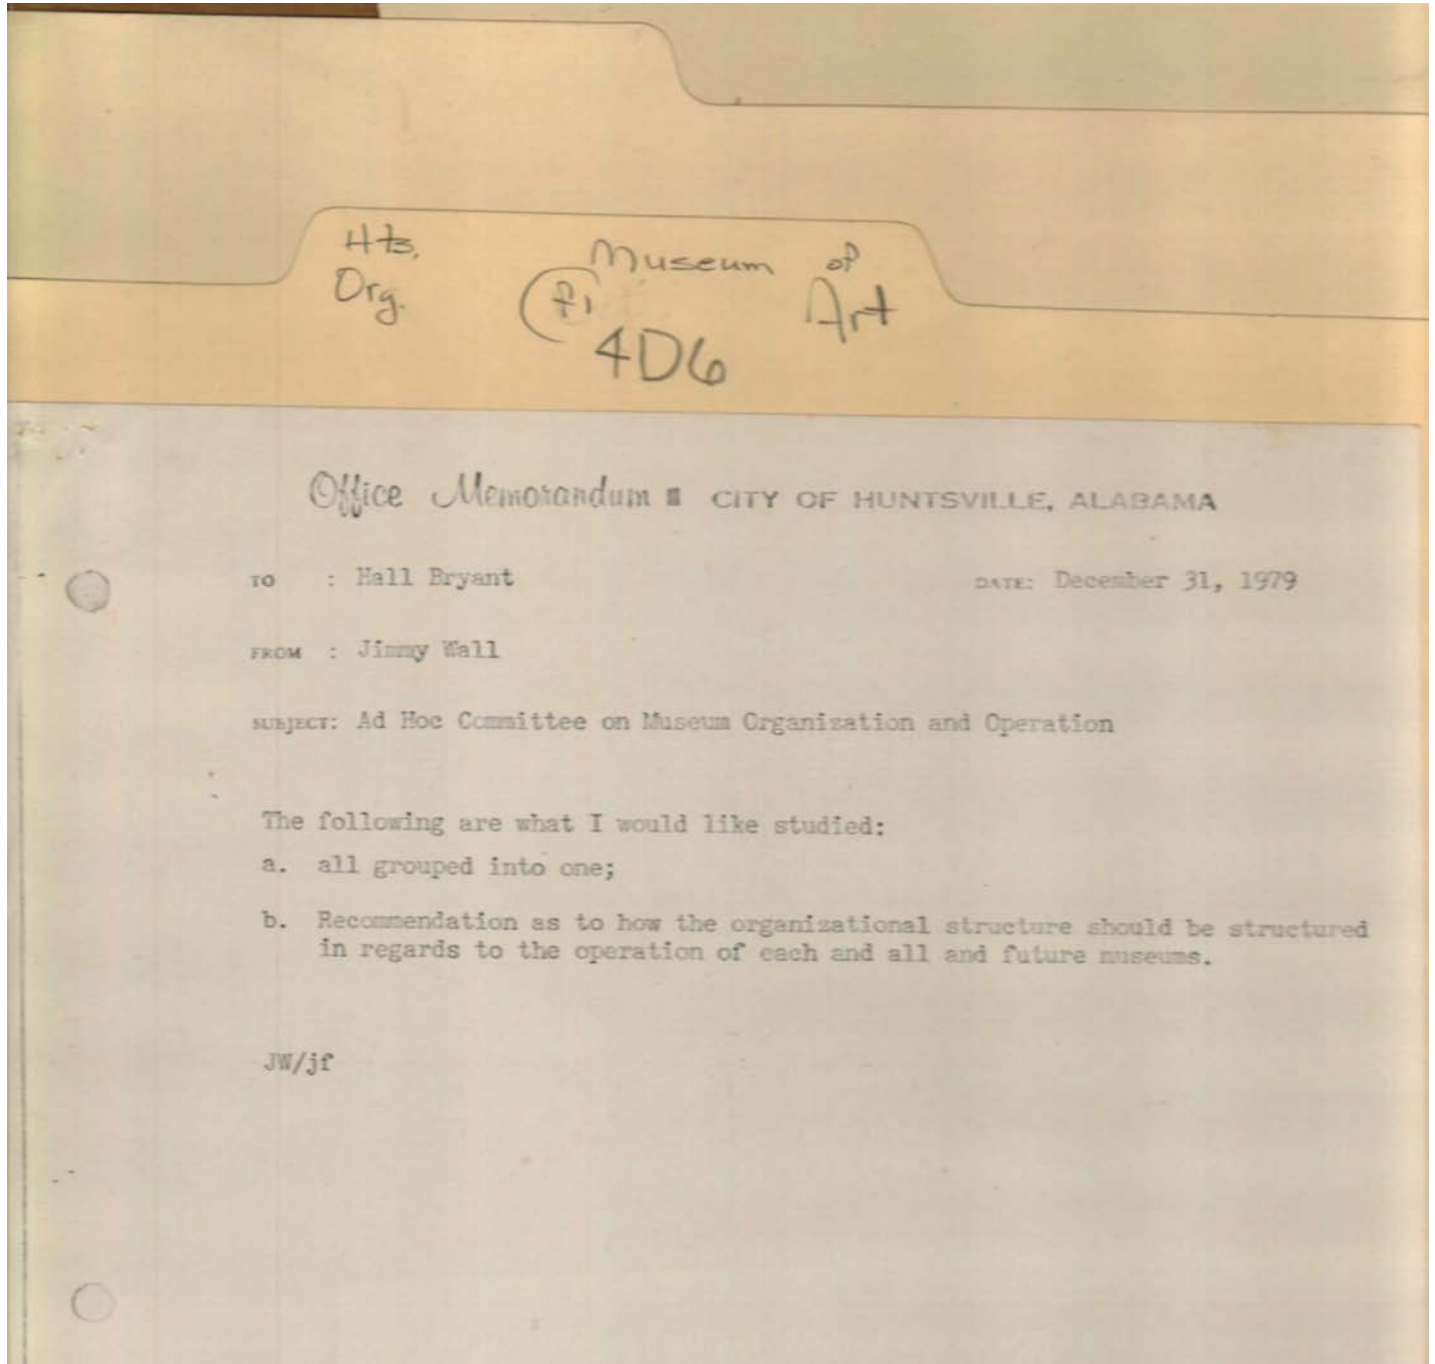 Hts.
Org.
Museum of
Art
4D6
Office Memorandum ■ CITY OF HUNTSVILLE, ALABAMA
TO : Hall Bryant DATE: December 31, 1979
FROM : Jimmy Wall
SUBJECT: Ad Hoc Committee on Museum Organization and Operation
The following are what I would like studied:
a. all grouped into one;
b. Recommendation as to how the organizational structure should be structured
in regards to the operation of each and all and future museums.
JW/jf